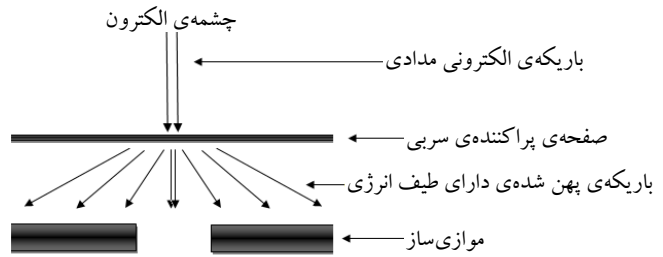 چشمه‌ی الکترون
باریکه‌ی الکترونی مدادی
صفحه‌ی پراکننده‌ی سربی
باریکه‌ی پهن شده‌ی دارای طیف انرژی
موازی‌ساز